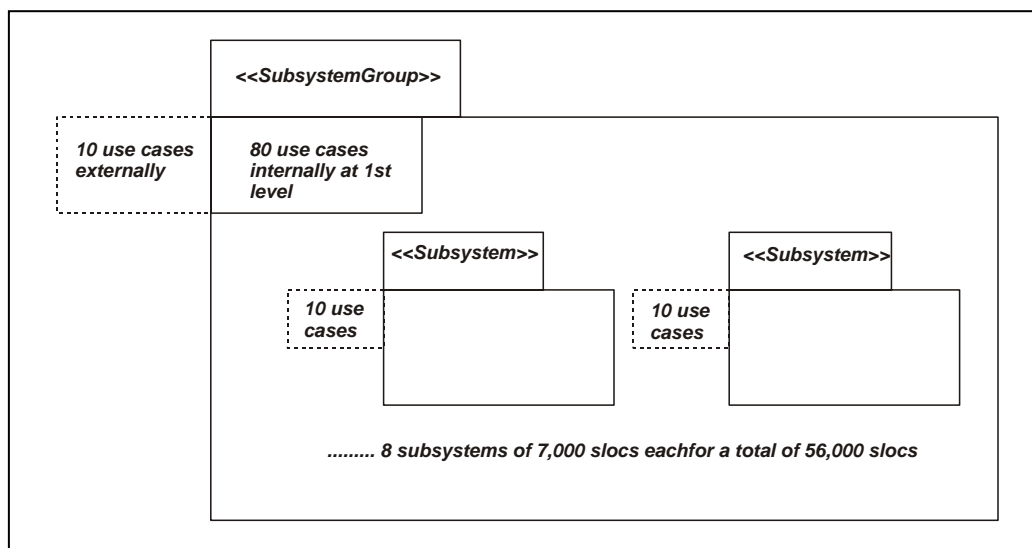 <<SubsystemGroup>>
10 use cases
externally
80 use cases
internally at 1st
level
<<Subsystem>>
<<Subsystem>>
10 use
cases
10 use
cases
......... 8 subsystems of 7,000 slocs eachfor a total of 56,000 slocs